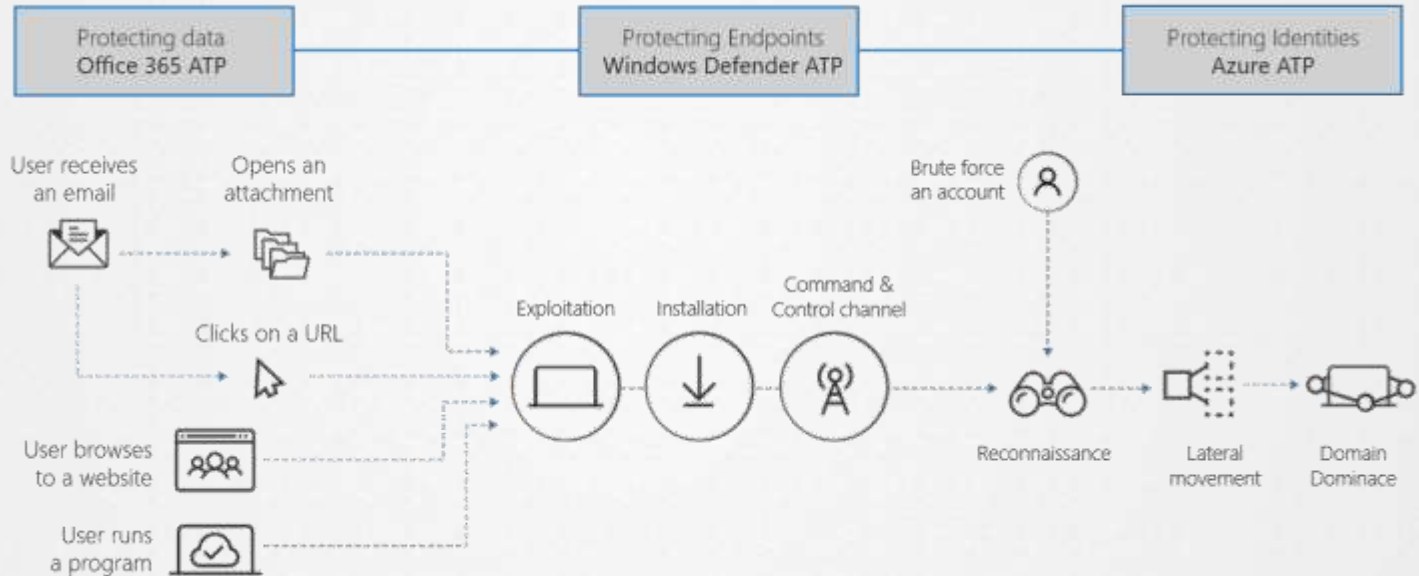 Protecting data
Office 365 ATP
Protecting Endpoints
Windows Defender ATP
Protecting Identities
Azure ATP
User receives
an email
Opens an
attachment
Brute force
an account
Clicks on a URL
Exploitation
Installation
Command &
Control channel
User browses
to a website
Reconnaissance
Lateral
movement
Domain
Dominace
User runs
a program